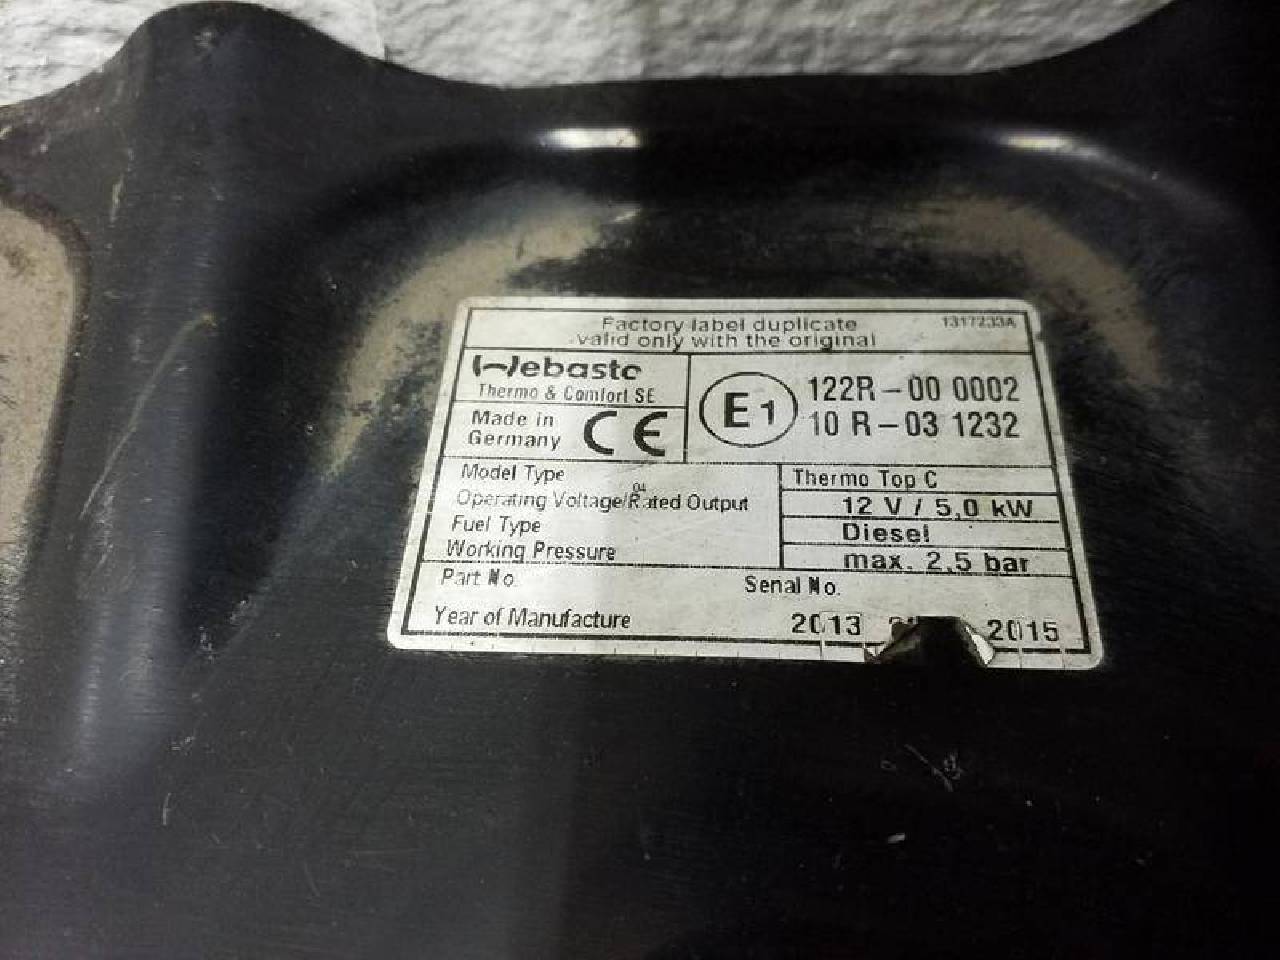 Factory label duplicate
valid only with the original
1317233A
Webasto
Thermo & Comfort SE
Made in
Germany
CE
E1
122R-00 0002
10 R-03 1232
Model Type
Thermo Top C
04
Operating Voltage/Rated Output
12 V / 5,0 kW
Fuel Type
Diesel
Working Pressure
max. 2,5 bar
Part No.
Serial No.
Year of Manufacture
2013
2015